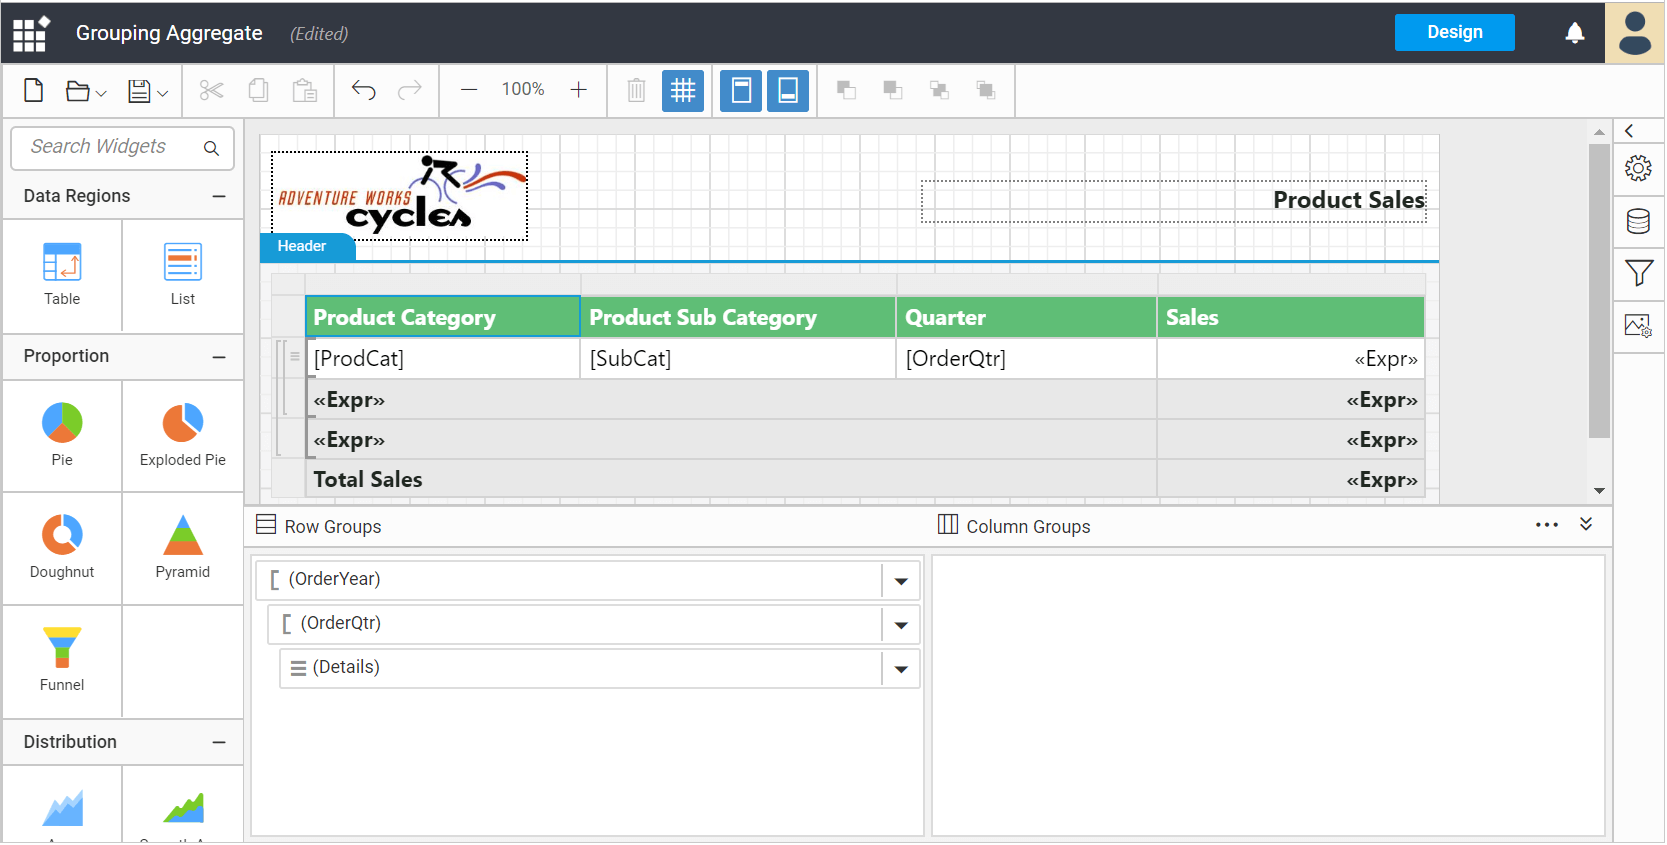 Grouping Aggregate (Edited) Design
100%
Search Widgets
Data Regions
Table List
Proportion
Pie Exploded Pie
Doughnut Pyramid
Funnel
Distribution
ADVENTURE WORKS
cycles
Product Sales
Header
Product Category Product Sub Category Quarter Sales
[ProdCat] [SubCat] [OrderQtr] «Expr»
«Expr» «Expr»
«Expr» «Expr»
Total Sales «Expr»
Row Groups Column Groups
(OrderYear)
(OrderQtr)
(Details)